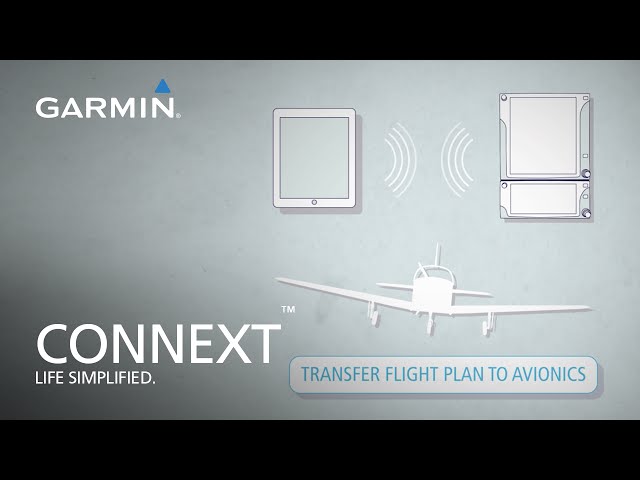 GARMIN®
CONNEXT™
LIFE SIMPLIFIED.
TRANSFER FLIGHT PLAN TO AVIONICS